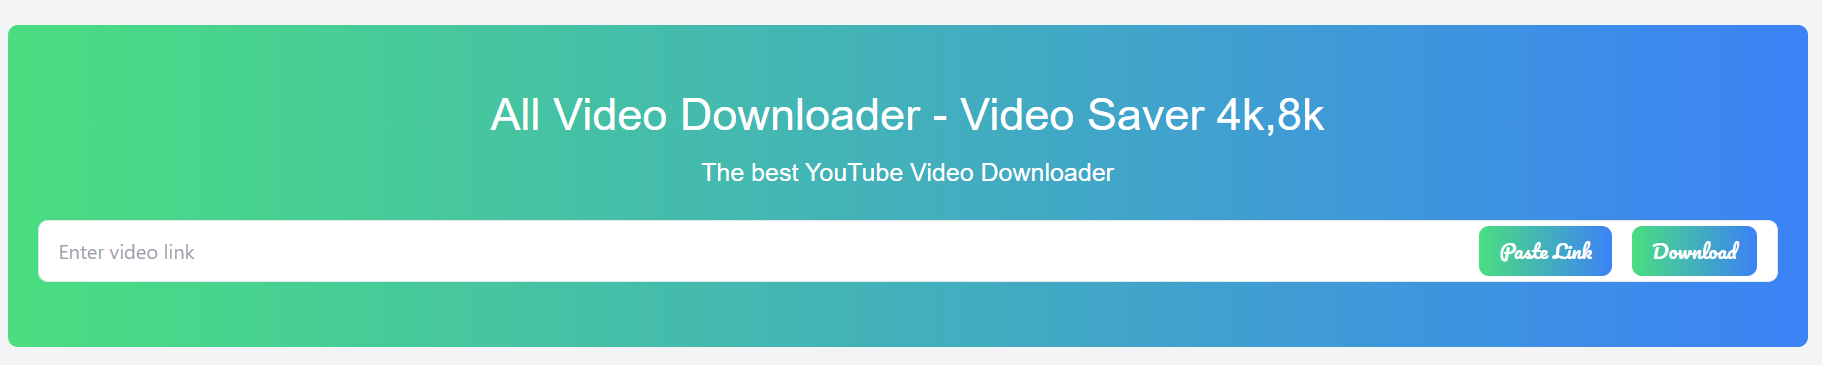 All Video Downloader - Video Saver 4k,8k
The best YouTube Video Downloader
Enter video link
Paste Link
Download